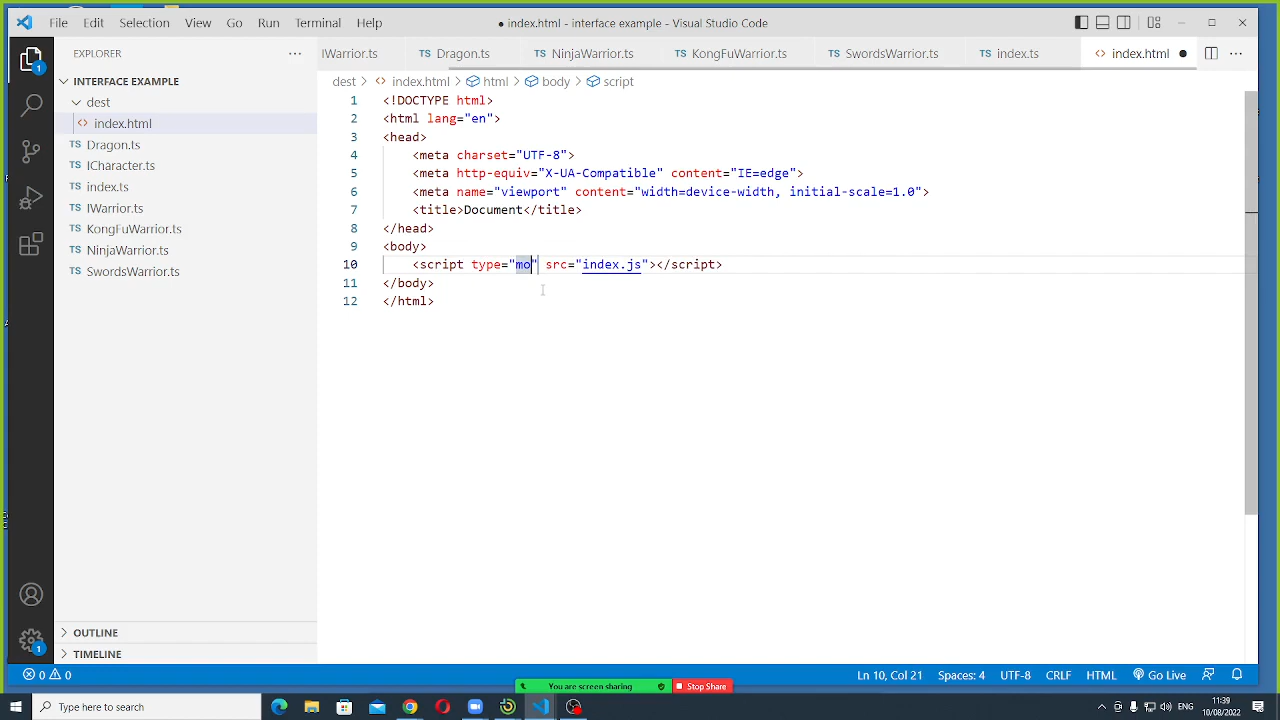 File Edit Selection View Go Run Terminal Help
● index.html - interface example - Visual Studio Code
EXPLORER
IWarrior.ts TS Dragon.ts TS NinjaWarrior.ts TS KongFuWarrior.ts TS SwordsWarrior.ts TS index.ts <> index.html ●
INTERFACE EXAMPLE
dest
<> index.html
TS Dragon.ts
TS ICharacter.ts
TS index.ts
TS IWarrior.ts
TS KongFuWarrior.ts
TS NinjaWarrior.ts
TS SwordsWarrior.ts
OUTLINE
TIMELINE
1
1
dest > <> index.html > html > body > script
1 <!DOCTYPE html>
2 <html lang="en">
3 <head>
4 <meta charset="UTF-8">
5 <meta http-equiv="X-UA-Compatible" content="IE=edge">
6 <meta name="viewport" content="width=device-width, initial-scale=1.0">
7 <title>Document</title>
8 </head>
9 <body>
10 <script type="mo" src="index.js"></script>
11 </body>
12 </html>
0 0
Ln 10, Col 21 Spaces: 4 UTF-8 CRLF HTML Go Live
You are screen sharing Stop Share
Type here to search
11:39
10/08/2022